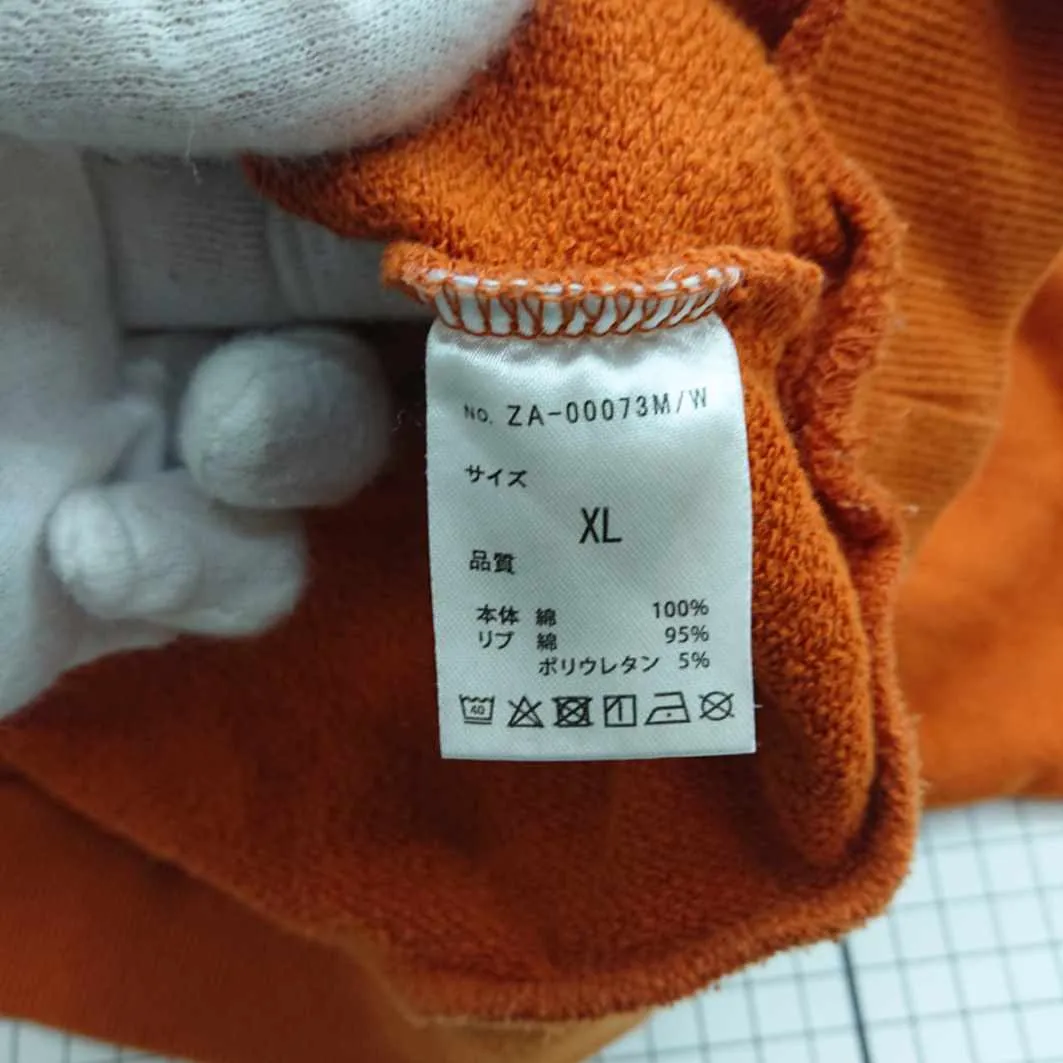 No. ZA-00073M/W
サイズ
XL
品質
本体 綿 100%
リブ 綿 95%
ポリウレタン 5%
40